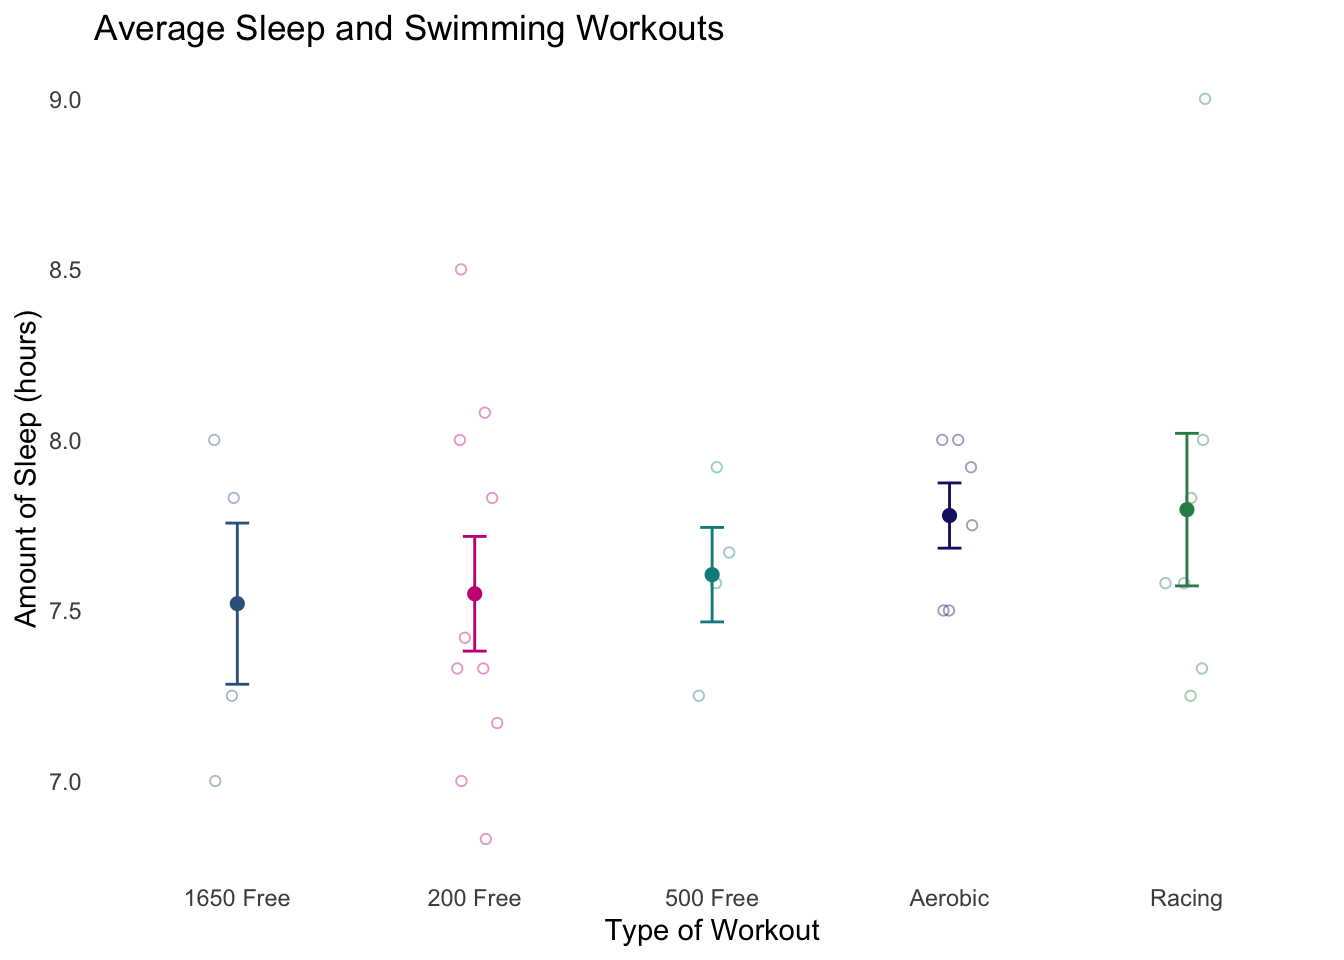 Average Sleep and Swimming Workouts
9.0
8.5
8.0
7.5
7.0
Amount of Sleep (hours)
1650 Free
200 Free
500 Free
Aerobic
Racing
Type of Workout